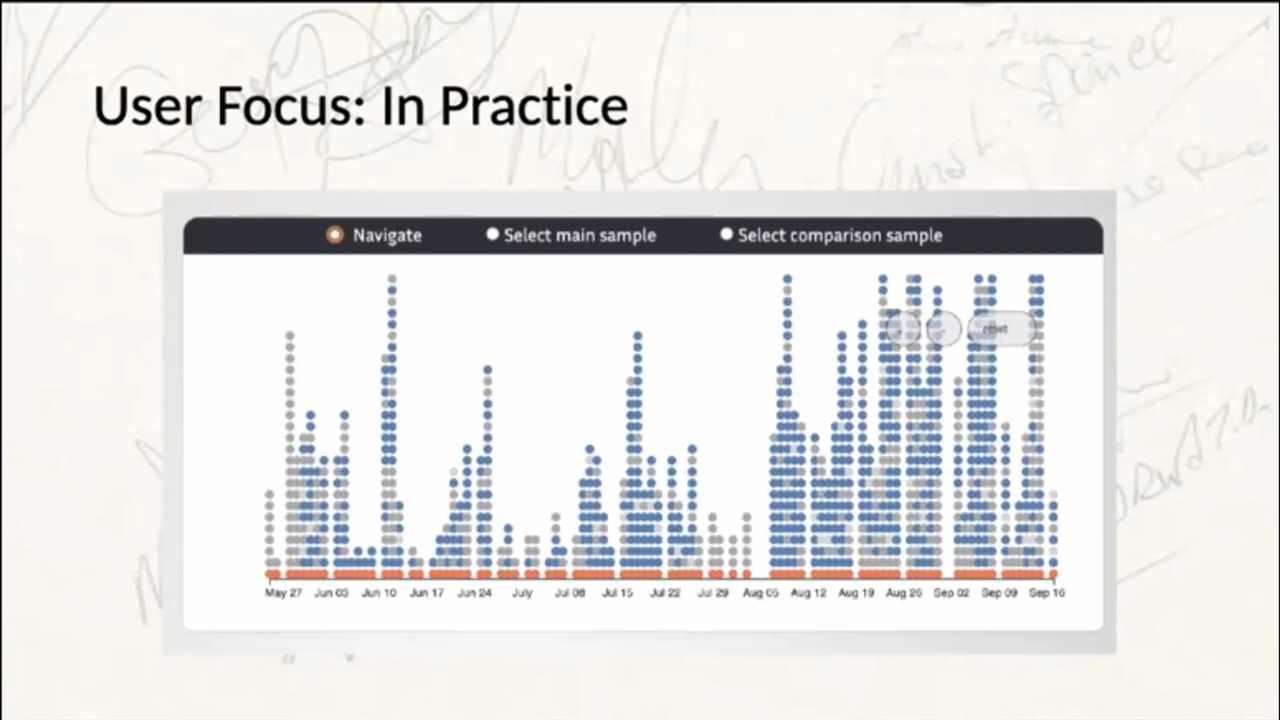 User Focus: In Practice
Navigate Select main sample Select comparison sample
reset
May 27 Jun 03 Jun 10 Jun 17 Jun 24 July Jul 08 Jul 15 Jul 22 Jul 29 Aug 05 Aug 12 Aug 19 Aug 26 Sep 02 Sep 09 Sep 16